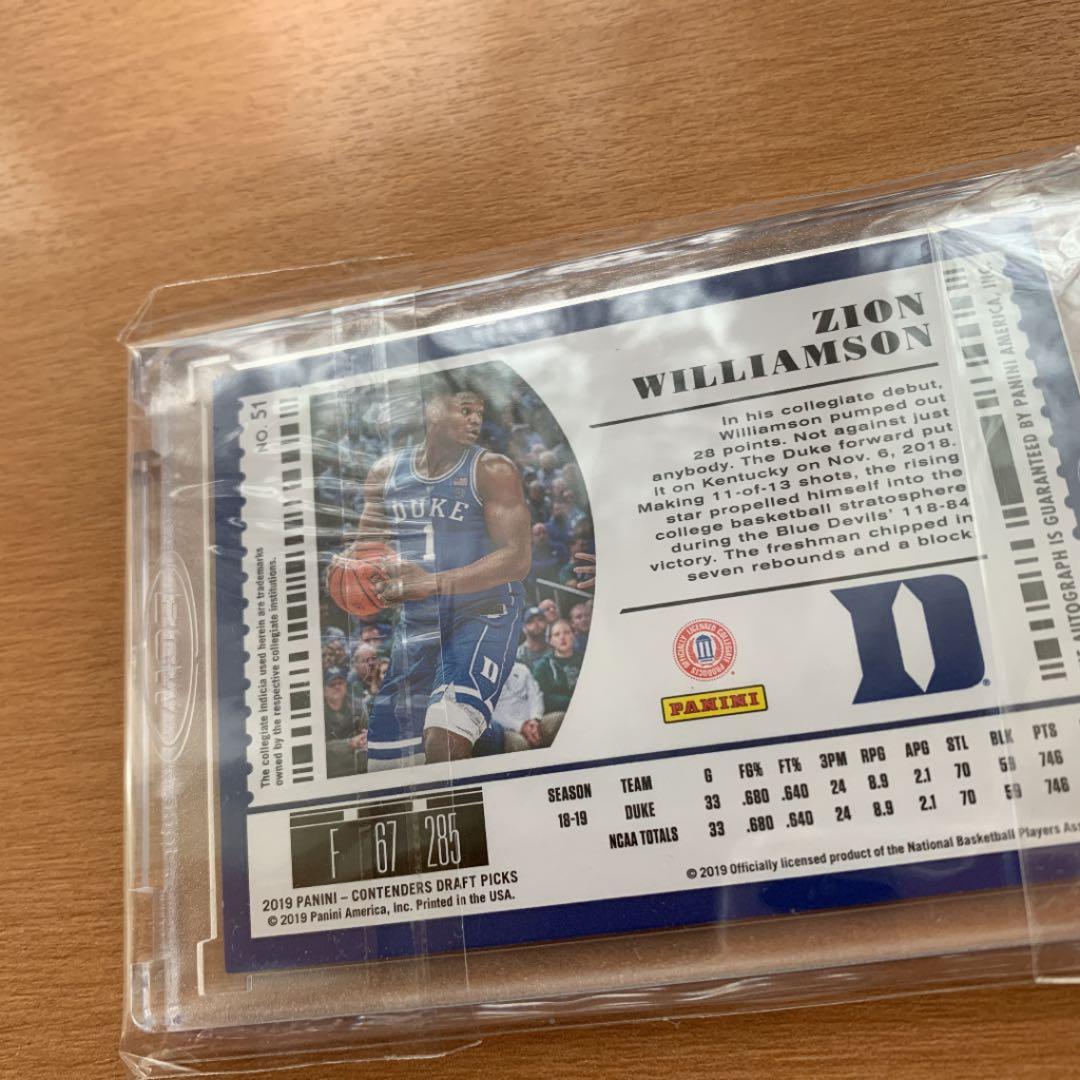 ZION
WILLIAMSON
In his collegiate debut,
Williamson pumped out
28 points. Not against just
anybody. The Duke forward put
it on Kentucky on Nov. 6, 2018.
Making 11-of-13 shots, the rising
star propelled himself into the
college basketball stratosphere
during the Blue Devils' 118-84
victory. The freshman chipped in
seven rebounds and a block
NO. 51
The collegiate indicia used herein are trademarks
owned by the respective collegiate institutions.
DUKE
1
D
OFFICIALLY LICENSED COLLEGIATE PRODUCTS
PANINI
D
AUTOGRAPH IS GUARANTEED BY PANINI AMERICA, INC.
SEASON TEAM G FG% FT% 3PM RPG APG STL BLK PTS
18-19 DUKE 33 .680 .640 24 8.9 2.1 70 59 746
NCAA TOTALS 33 .680 .640 24 8.9 2.1 70 59 746
F 67 285
2019 PANINI – CONTENDERS DRAFT PICKS
© 2019 Panini America, Inc. Printed in the USA.
© 2019 Officially licensed product of the National Basketball Players